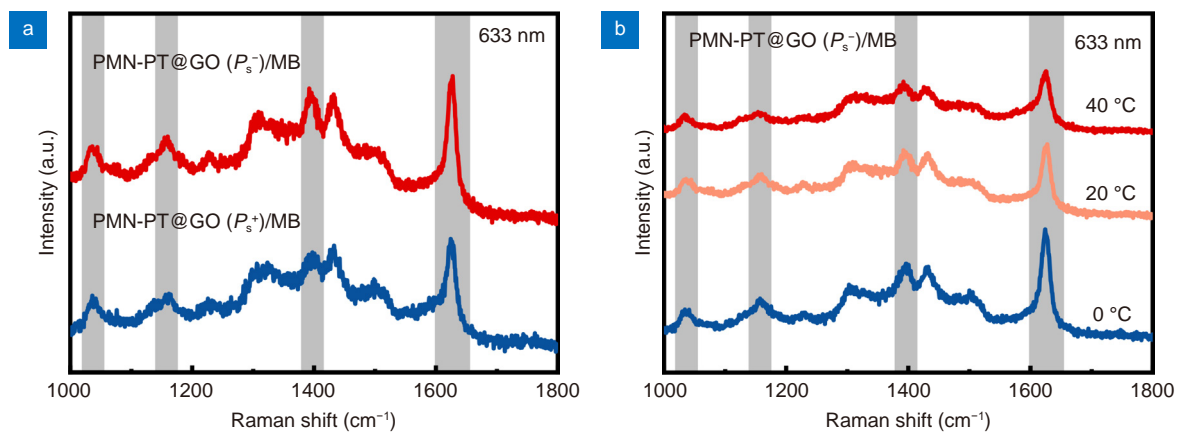 a
633 nm
PMN-PT@GO (Ps⁻)/MB
PMN-PT@GO (Ps⁺)/MB
Intensity (a.u.)
1000 1200 1400 1600 1800
Raman shift (cm⁻¹)
b
PMN-PT@GO (Ps⁻)/MB
633 nm
40 °C
20 °C
0 °C
Intensity (a.u.)
1000 1200 1400 1600 1800
Raman shift (cm⁻¹)